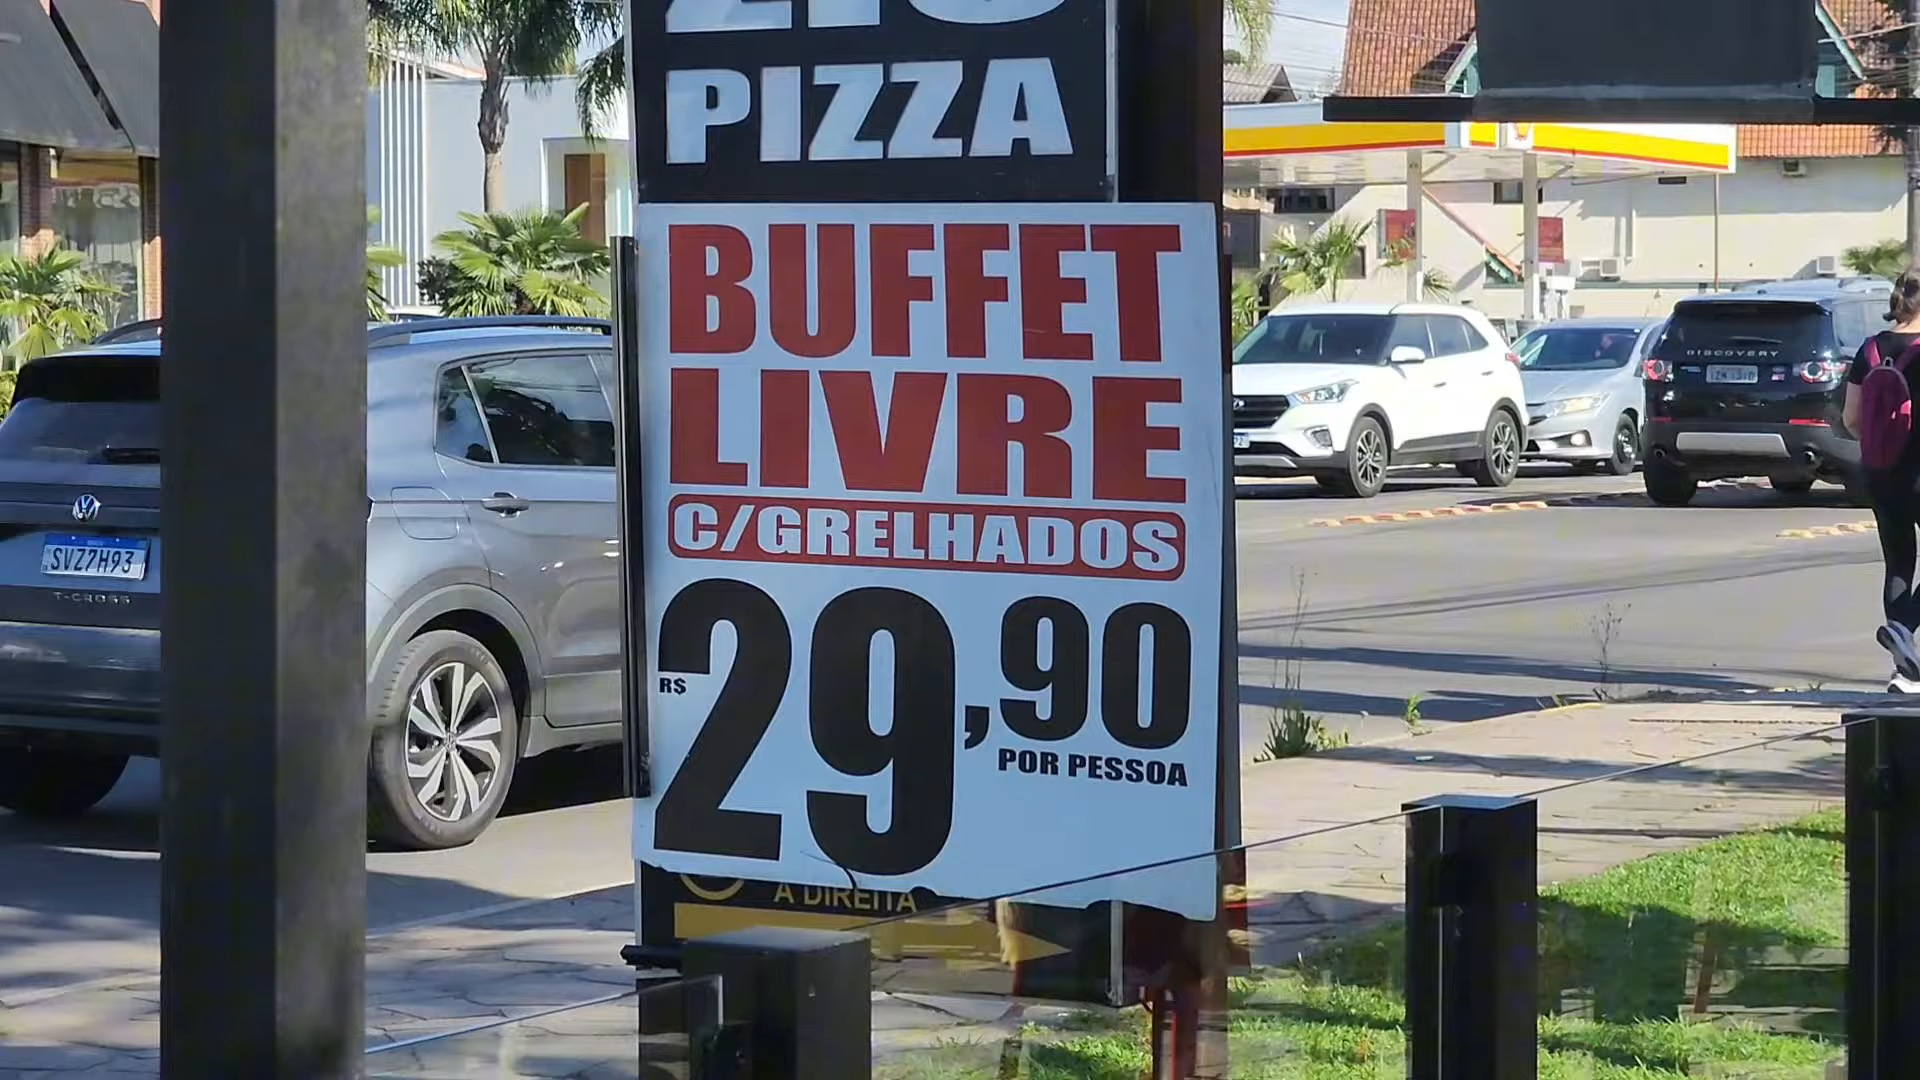 PIZZA
BUFFET
LIVRE
C/GRELHADOS
R$ 29,90
POR PESSOA
À DIREITA
SVZ7H93
T-CROSS
DISCOVERY